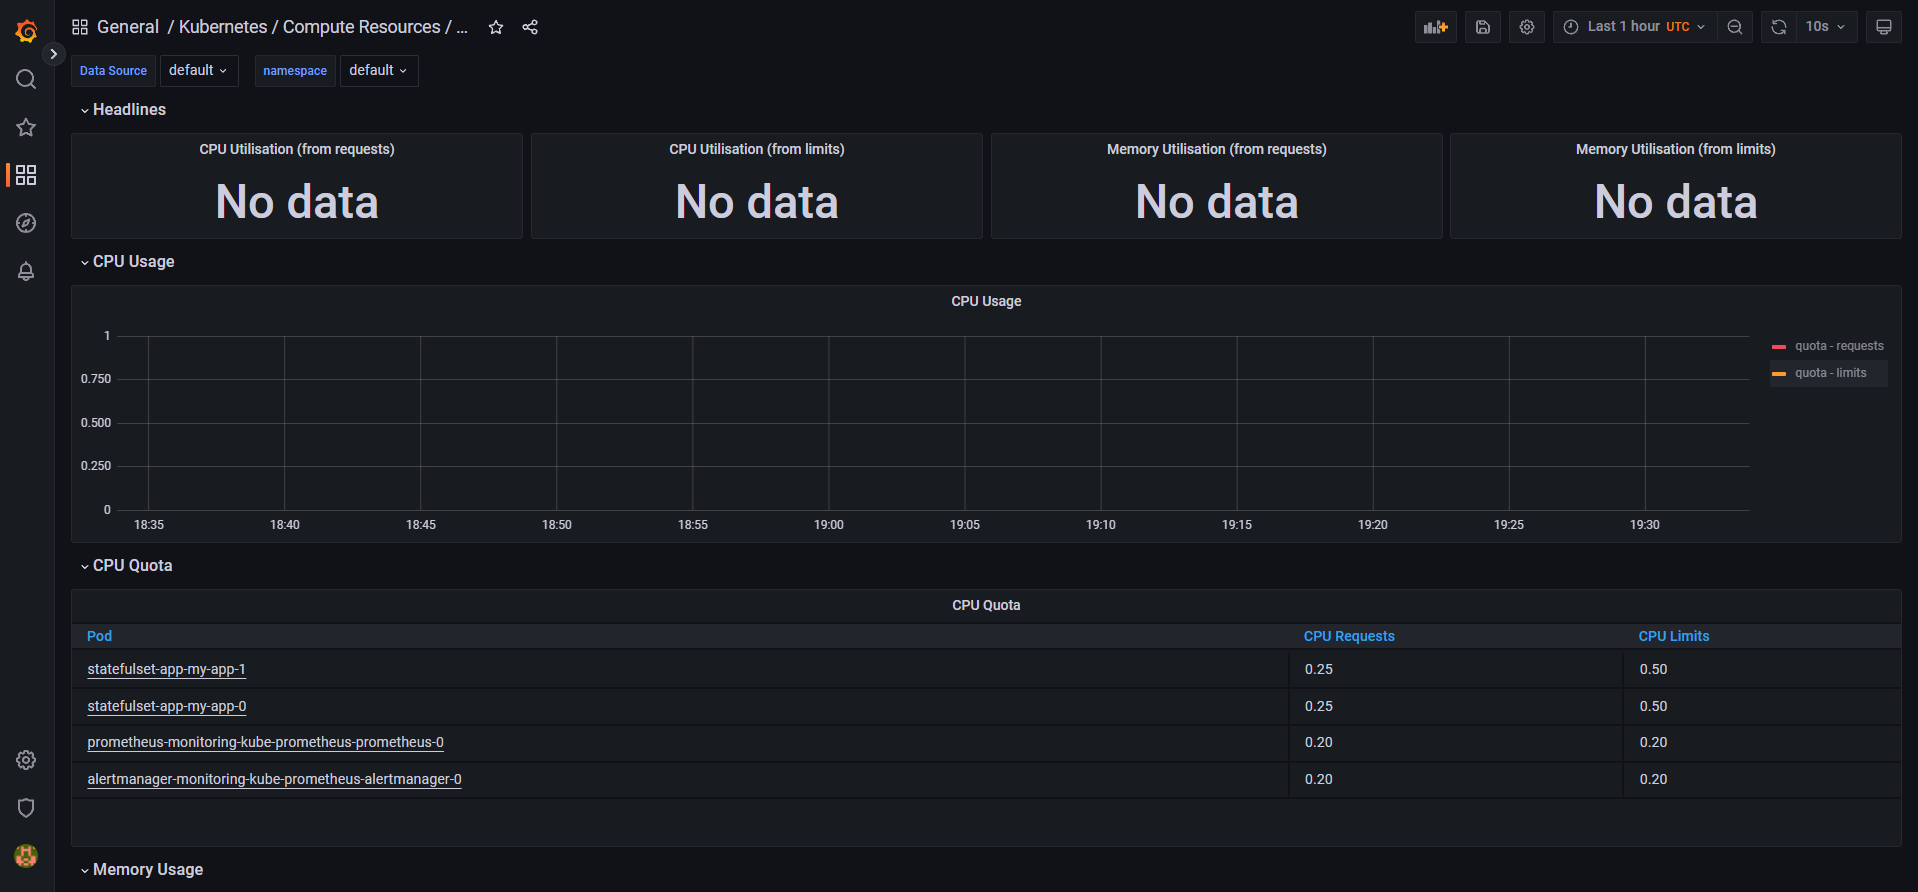 General / Kubernetes / Compute Resources / ...
Last 1 hour UTC
10s
Data Source default namespace default
Headlines
CPU Utilisation (from requests)
No data
CPU Utilisation (from limits)
No data
Memory Utilisation (from requests)
No data
Memory Utilisation (from limits)
No data
CPU Usage
CPU Usage
1
0.750
0.500
0.250
0
18:35 18:40 18:45 18:50 18:55 19:00 19:05 19:10 19:15 19:20 19:25 19:30
quota - requests
quota - limits
CPU Quota
CPU Quota
Pod CPU Requests CPU Limits
statefulset-app-my-app-1 0.25 0.50
statefulset-app-my-app-0 0.25 0.50
prometheus-monitoring-kube-prometheus-prometheus-0 0.20 0.20
alertmanager-monitoring-kube-prometheus-alertmanager-0 0.20 0.20
Memory Usage